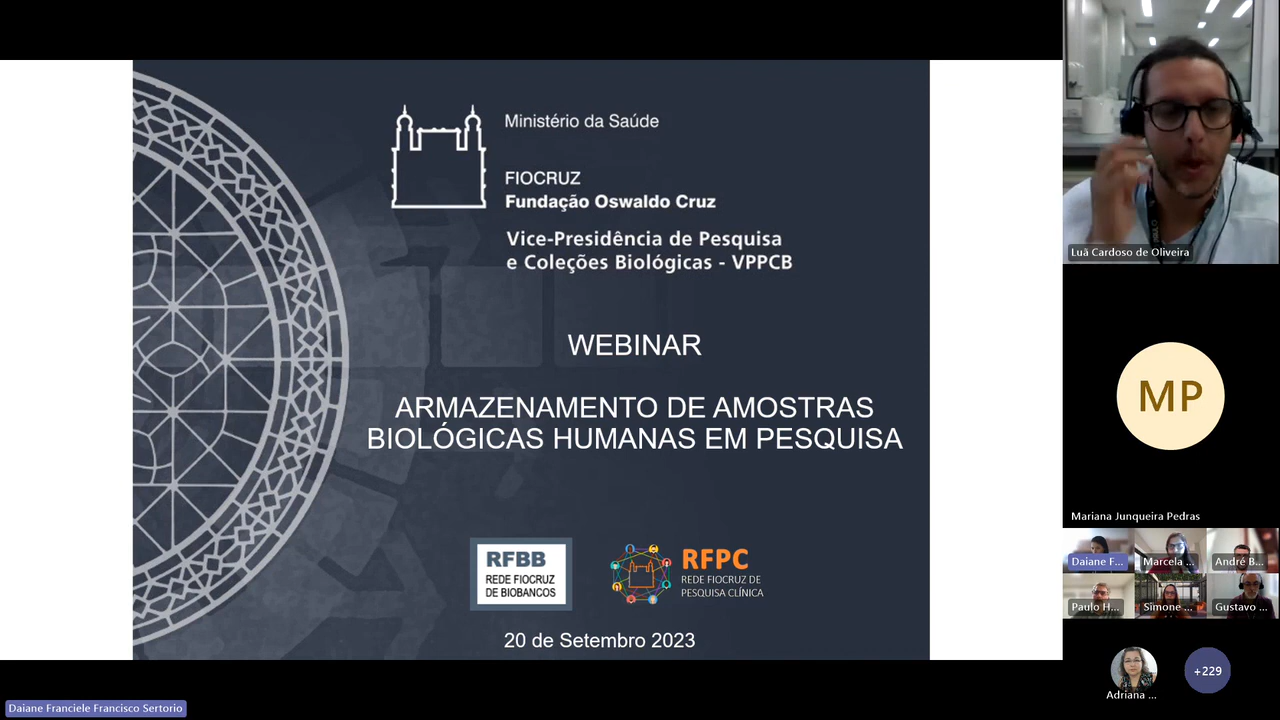 Ministério da Saúde
FIOCRUZ
Fundação Oswaldo Cruz
Vice-Presidência de Pesquisa
e Coleções Biológicas - VPPCB
WEBINAR
ARMAZENAMENTO DE AMOSTRAS
BIOLÓGICAS HUMANAS EM PESQUISA
RFBB
REDE FIOCRUZ
DE BIOBANCOS
RFPC
REDE FIOCRUZ DE
PESQUISA CLÍNICA
20 de Setembro 2023
Daiane Franciele Francisco Sertorio
Luã Cardoso de Oliveira
MP
Mariana Junqueira Pedras
Daiane F...
Marcela ...
André B...
Paulo H...
Simone ...
Gustavo ...
Adriana ...
+229